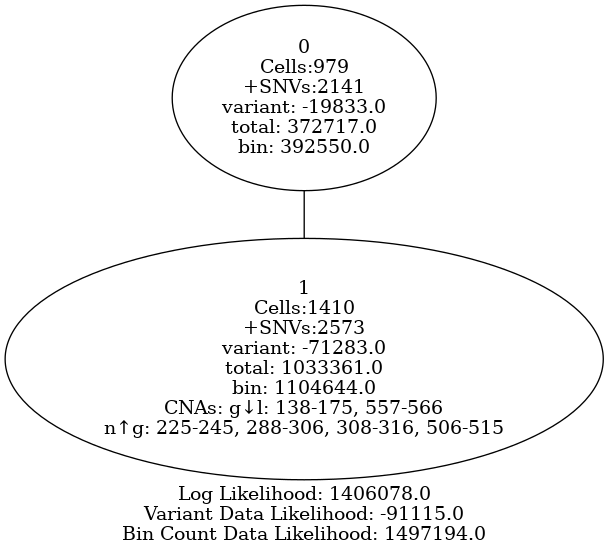 0
Cells:979
+SNVs:2141
variant: -19833.0
total: 372717.0
bin: 392550.0
1
Cells:1410
+SNVs:2573
variant: -71283.0
total: 1033361.0
bin: 1104644.0
CNAs: g↓l: 138-175, 557-566
n↑g: 225-245, 288-306, 308-316, 506-515
Log Likelihood: 1406078.0
Variant Data Likelihood: -91115.0
Bin Count Data Likelihood: 1497194.0